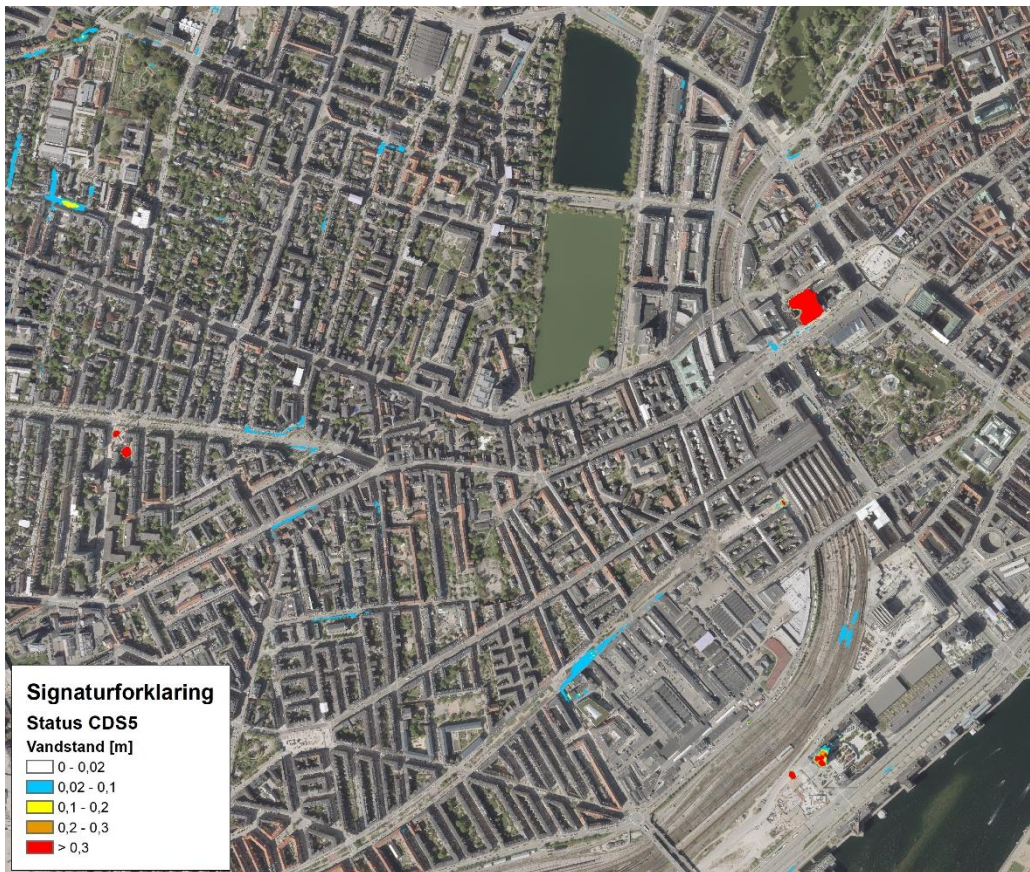 Signaturforklaring
Status CDS5
Vandstand [m]
0 - 0,02
0,02 - 0,1
0,1 - 0,2
0,2 - 0,3
> 0,3